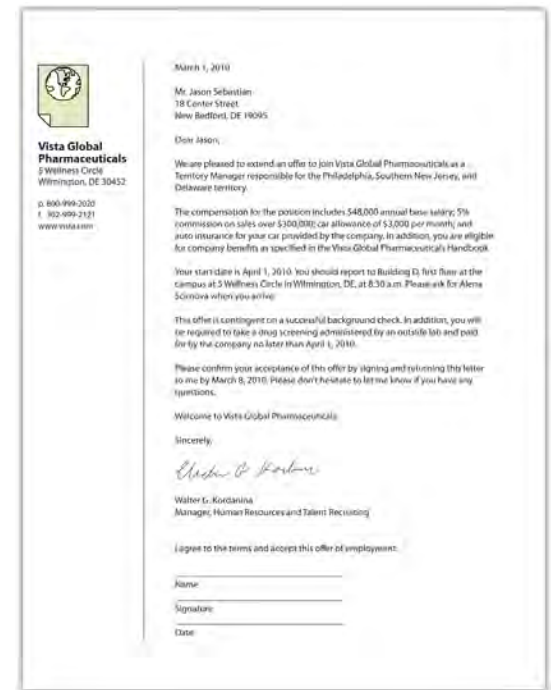 Vista Global
Pharmaceuticals
5 Wellness Circle
Wilmington, DE 30452
p. 800-999-2020
f. 302-999-2121
www.vista.com
March 1, 2010
Mr. Jason Sebastian
18 Center Street
New Bedford, DE 19095
Dear Jason,
We are pleased to extend an offer to join Vista Global Pharmaceuticals as a
Territory Manager responsible for the Philadelphia, Southern New Jersey, and
Delaware territory.
The compensation for the position includes $48,000 annual base salary; 5%
commission on sales over $300,000; car allowance of $3,000 per month; and
auto insurance for your car provided by the company. In addition, you are eligible
for company benefits as specified in the Vista Global Pharmaceuticals Handbook.
Your start date is April 1, 2010. You should report to Building D, first floor at the
campus at 5 Wellness Circle in Wilmington, DE, at 8:30 a.m. Please ask for Alena
when you arrive.
This offer is contingent on a successful background check. In addition, you will
be required to take a drug screening administered by an outside lab and paid
for by the company no later than April 1, 2010.
Please confirm your acceptance of this offer by signing and returning this letter
to me by March 8, 2010. Please don't hesitate to let me know if you have any
questions.
Welcome to Vista Global Pharmaceuticals.
Sincerely,
Walter G. Kordanina
Manager, Human Resources and Talent Recruiting
I agree to the terms and accept this offer of employment.
Name
Signature
Date